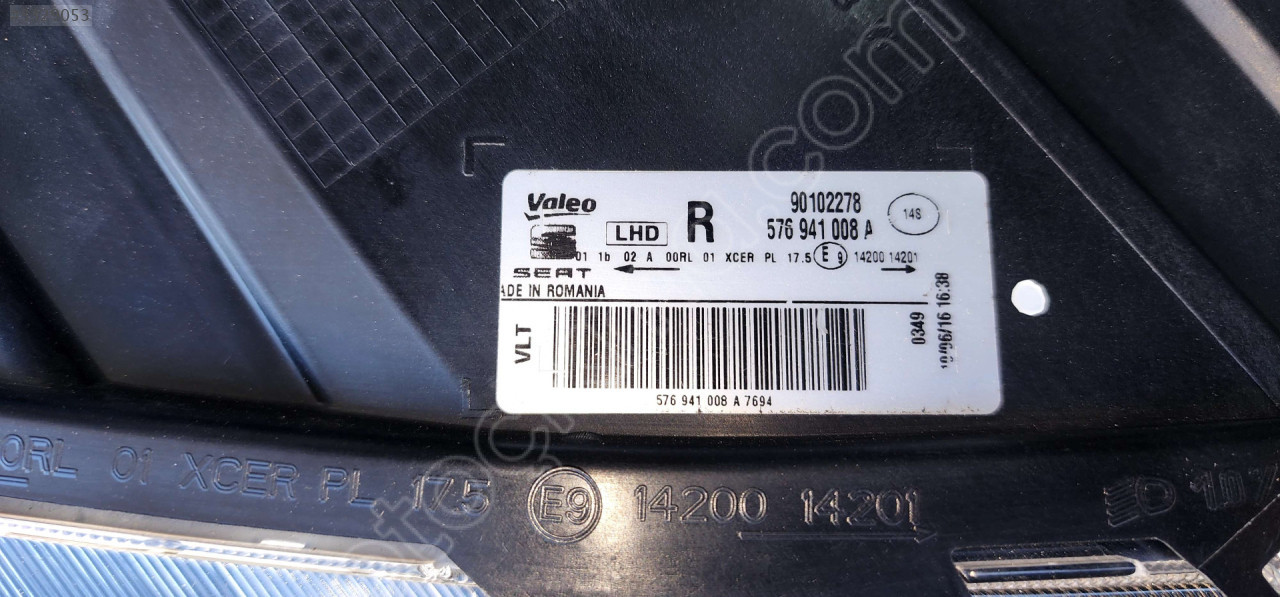 Valeo
LHD R
90102278
576 941 008 A
14S
01 1b 02 A 00RL 01 XCER PL 17.5 E 9 14200 14201
SEAT
ADE IN ROMANIA
VLT
0349
10/06/16 16:38
576 941 008 A 7694
00RL 01 XCER PL 17.5 E9 14200 14201